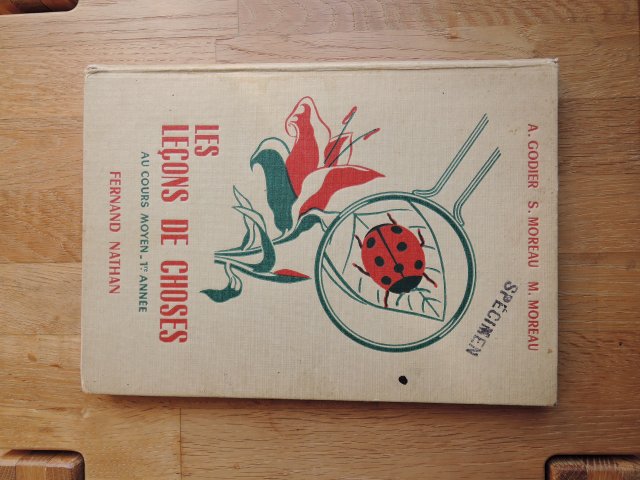 A. GODIER S. MOREAU M. MOREAU
SPÉCIMEN
LES
LEÇONS DE CHOSES
AU COURS MOYEN - 1re ANNÉE
FERNAND NATHAN